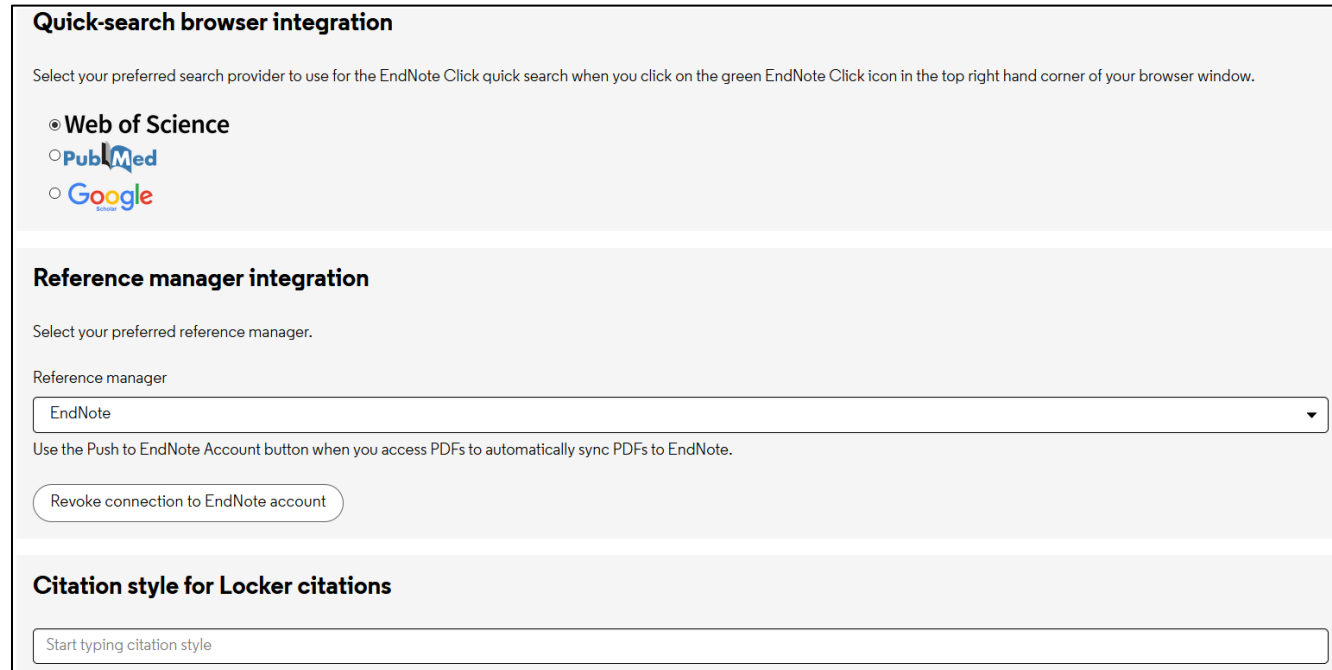 Quick-search browser integration
Select your preferred search provider to use for the EndNote Click quick search when you click on the green EndNote Click icon in the top right hand corner of your browser window.
Web of Science
PubMed
Google
Scholar
Reference manager integration
Select your preferred reference manager.
Reference manager
EndNote
Use the Push to EndNote Account button when you access PDFs to automatically sync PDFs to EndNote.
Revoke connection to EndNote account
Citation style for Locker citations
Start typing citation style